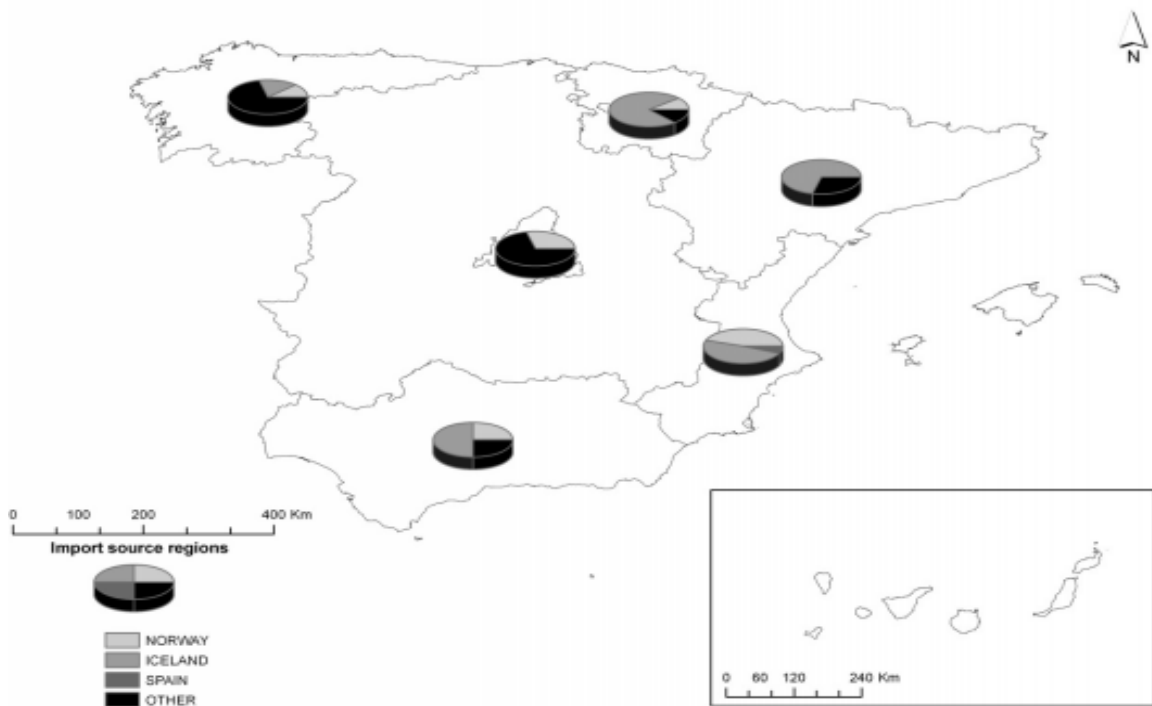 N
0 100 200 400 Km
Import source regions
NORWAY
ICELAND
SPAIN
OTHER
0 60 120 240 Km